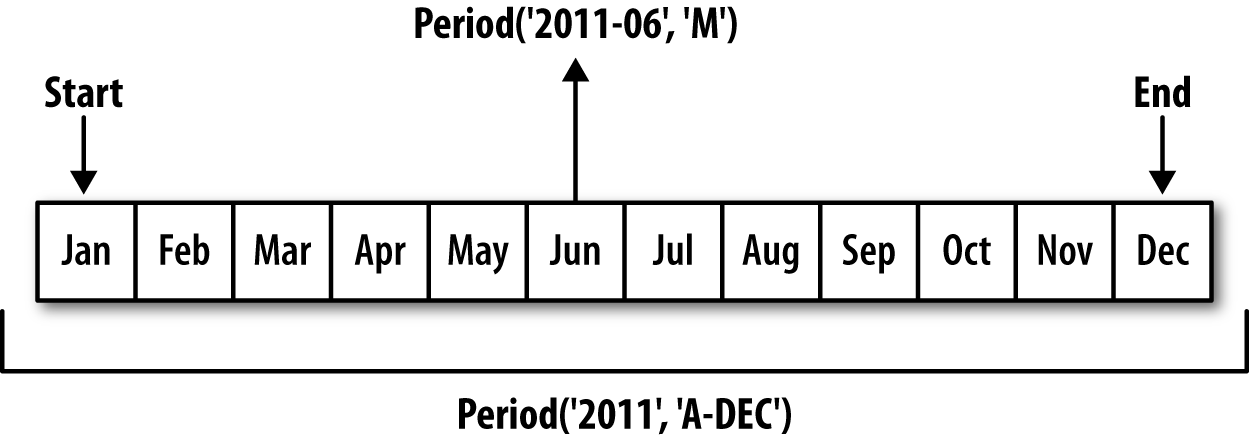 Period('2011-06', 'M')
Start End
Jan Feb Mar Apr May Jun Jul Aug Sep Oct Nov Dec
Period('2011', 'A-DEC')